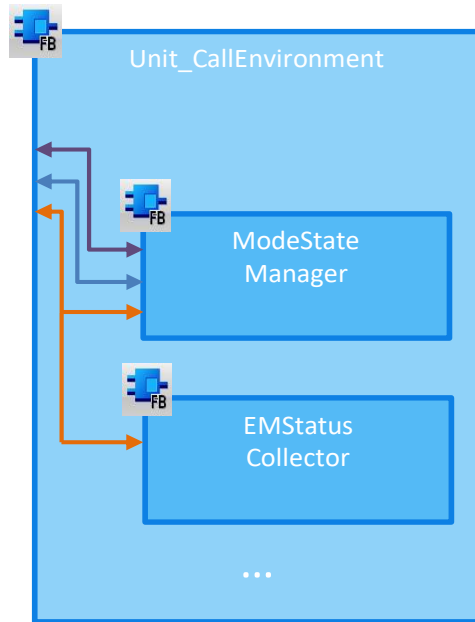 FB
Unit_CallEnvironment
FB
ModeState
Manager
FB
EMStatus
Collector
...